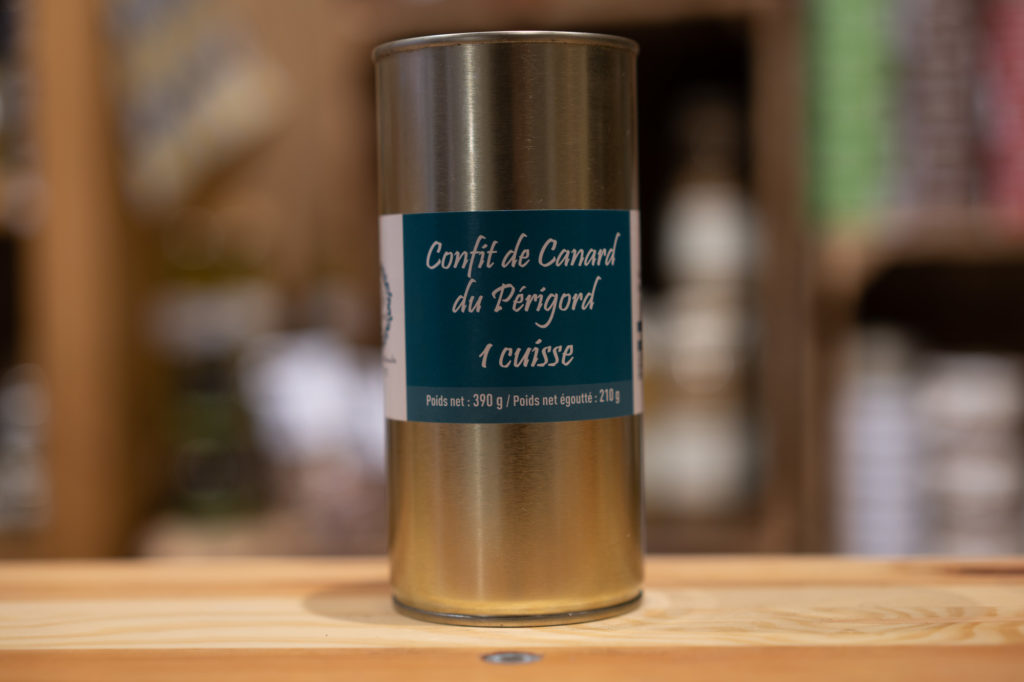 Confit de Canard
du Périgord
1 cuisse
Poids net : 390 g / Poids net égoutté : 210 g